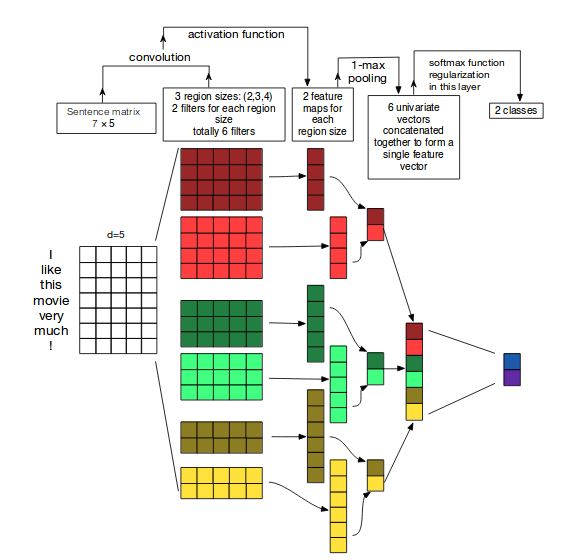 activation function
convolution
1-max
pooling
softmax function
regularization
in this layer
Sentence matrix
7 × 5
3 region sizes: (2,3,4)
2 filters for each region
size
totally 6 filters
2 feature
maps for
each
region size
6 univariate
vectors
concatenated
together to form a
single feature
vector
2 classes
d=5
I
like
this
movie
very
much
!